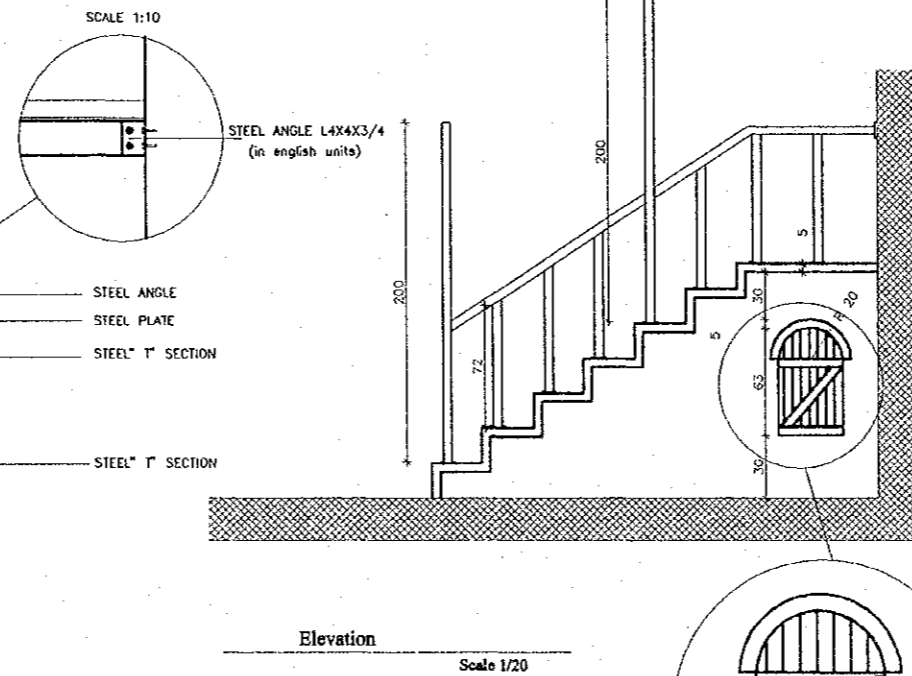 SCALE 1:10
STEEL ANGLE L4X4X3/4
(in english units)
STEEL ANGLE
STEEL PLATE
STEEL" T" SECTION
STEEL" T" SECTION
200
200
72
5
30
5
R 20
63
30
Elevation
Scale 1/20